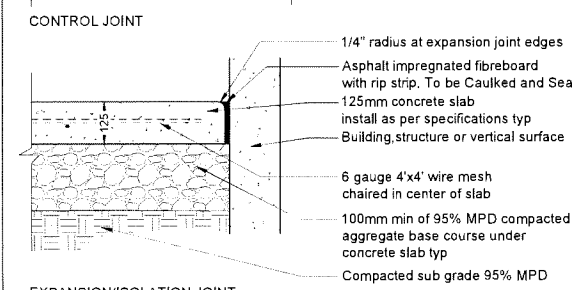 CONTROL JOINT
1/4" radius at expansion joint edges
Asphalt impregnated fibreboard
with rip strip. To be Caulked and Sea
125mm concrete slab
install as per specifications typ
Building,structure or vertical surface
125
6 gauge 4'x4' wire mesh
chaired in center of slab
100mm min of 95% MPD compacted
aggregate base course under
concrete slab typ
Compacted sub grade 95% MPD
EXPANSION/ISOLATION JOINT